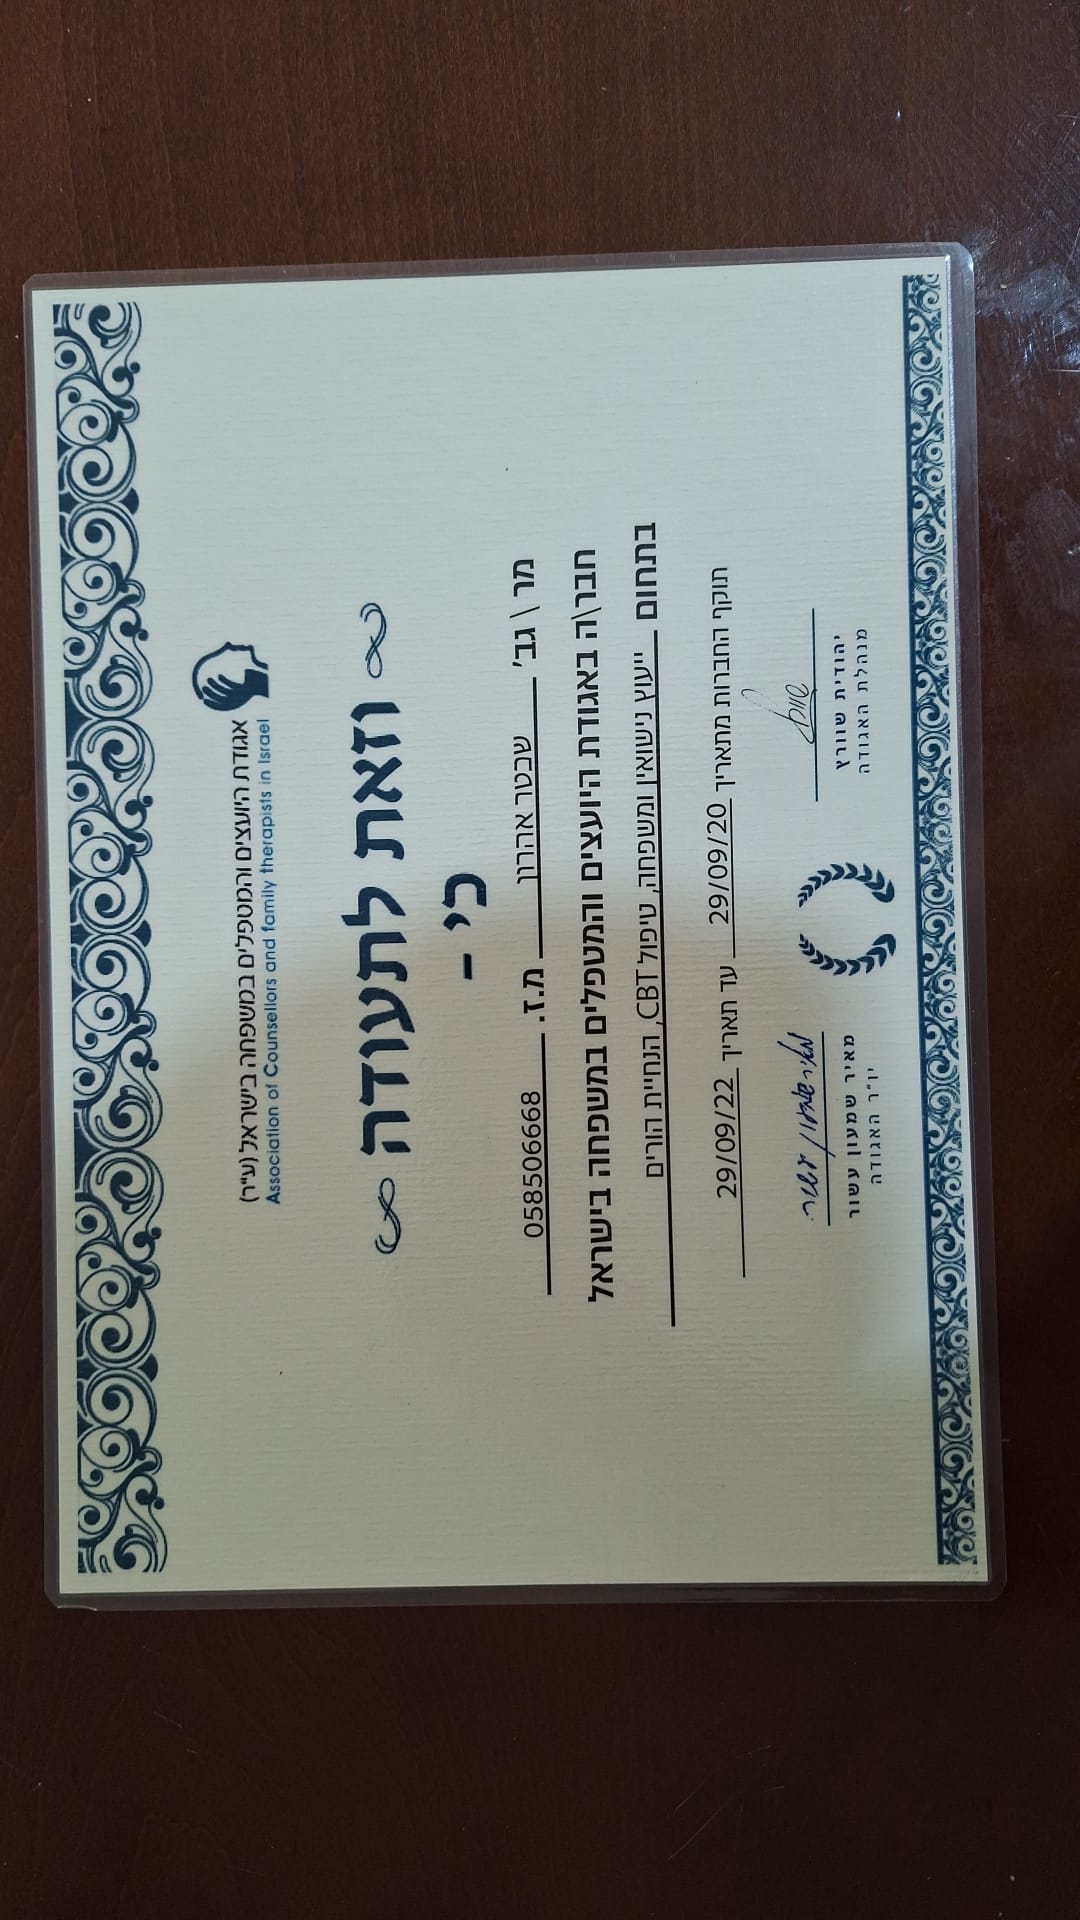 אגודת היועצים והמטפלים במשפחה בישראל (ע״ר)
Association of Counsellors and family therapists in Israel
וזאת לתעודה
כי -
מר \ גב׳ שכטר אהרון ת.ז. 058506668
חבר\ה באגודת היועצים והמטפלים במשפחה בישראל
בתחום ייעוץ נישואין ומשפחה, טיפול CBT, הנחיית הורים
תוקף החברות מתאריך 29/09/20 עד תאריך 29/09/22
יהודית שוורץ
מנהלת האגודה
מאיר שמעון עשור
יו״ר האגודה